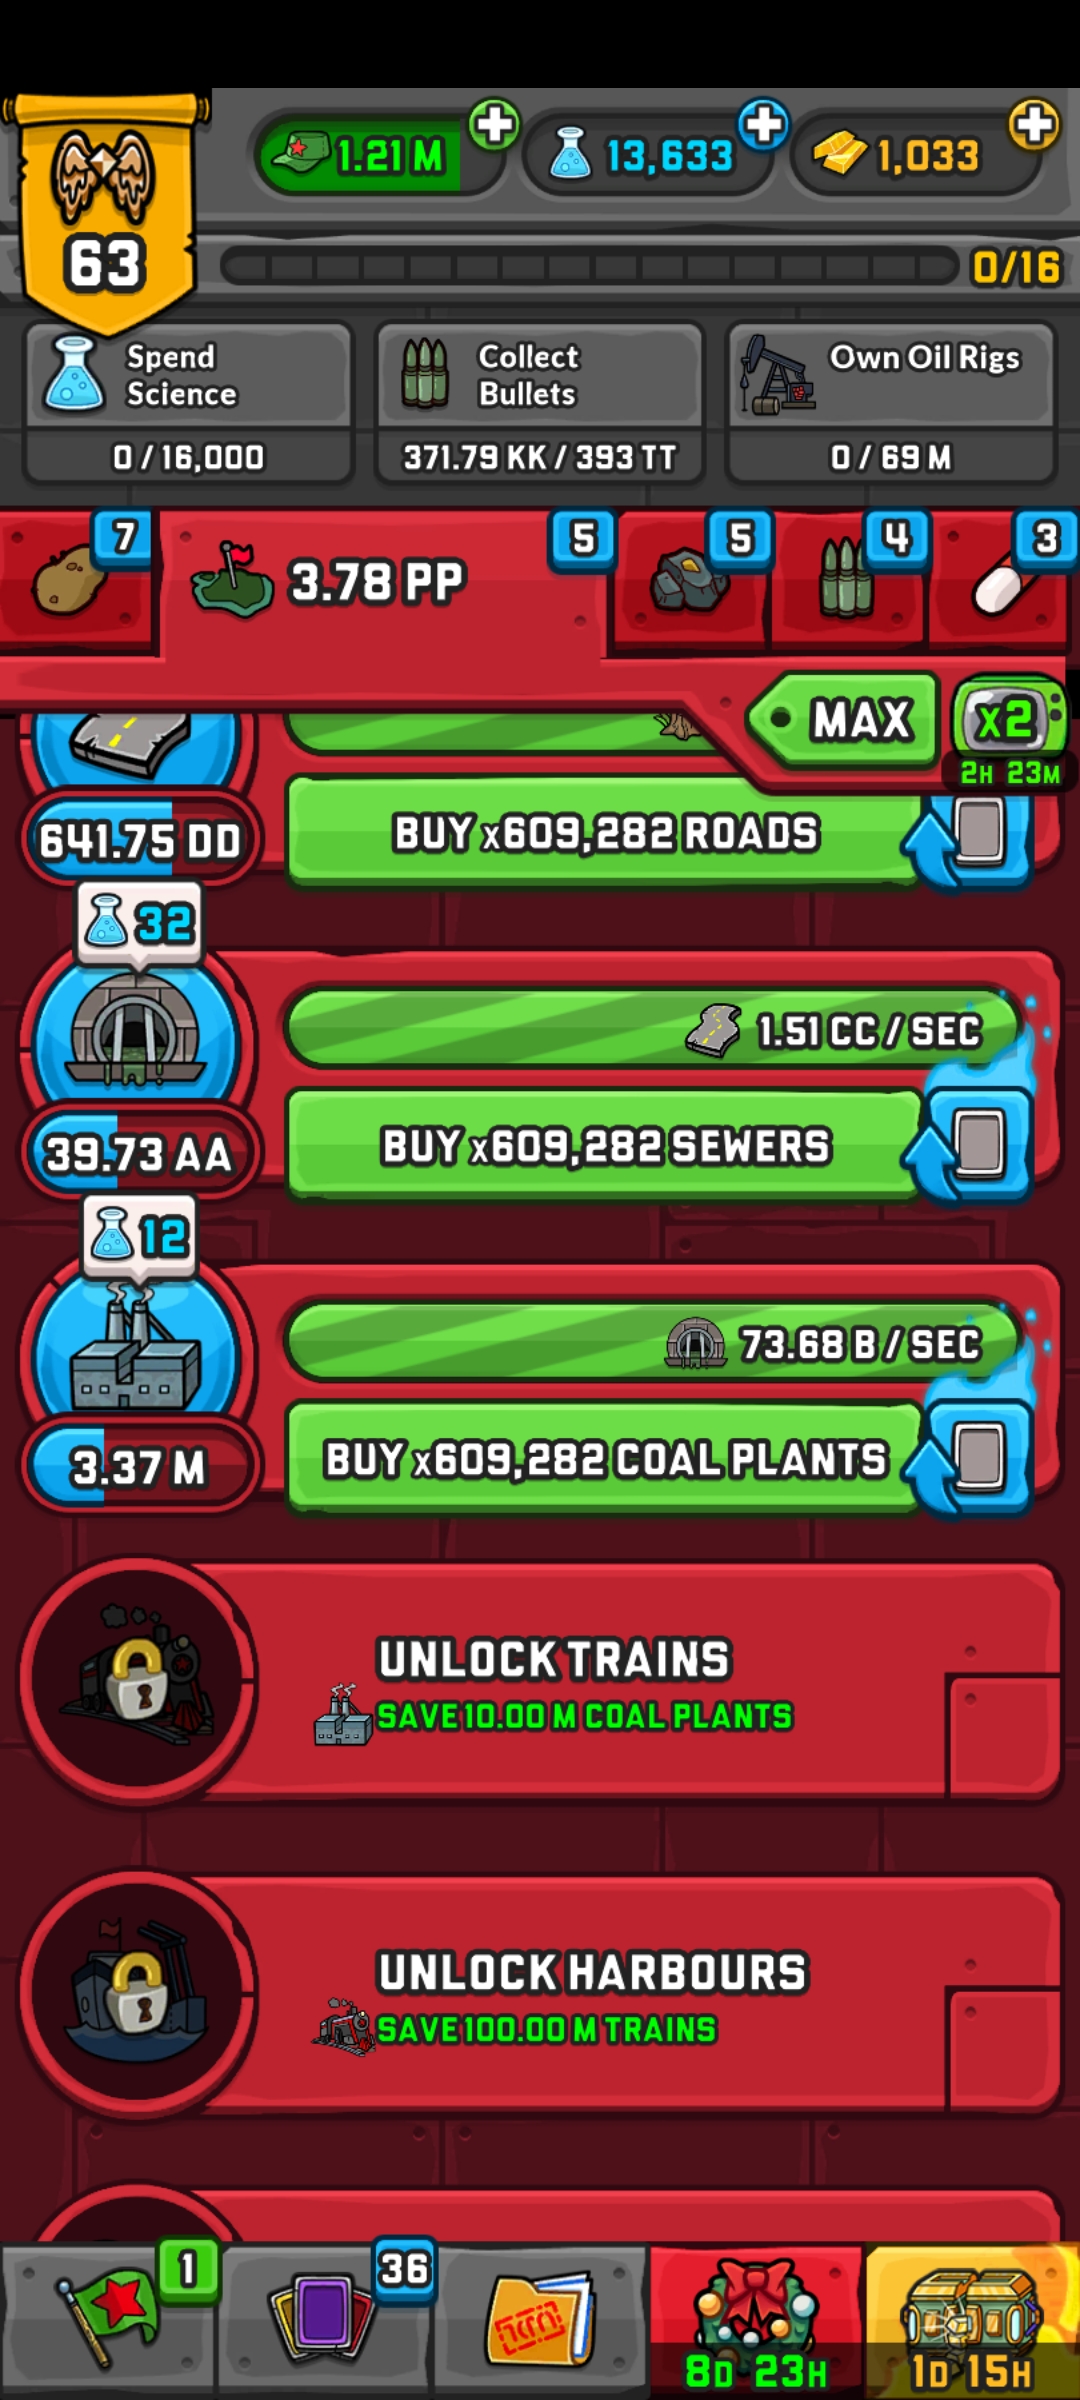 1.21 M
13,633
1,033
63
0/16
Spend
Science
0 / 16,000
Collect
Bullets
371.79 KK / 393 TT
Own Oil Rigs
0 / 69 M
7
3.78 PP
5
5
4
3
MAX
x2
2H 23M
641.75 DD
BUY x609,282 ROADS
32
1.51 CC / SEC
39.73 AA
BUY x609,282 SEWERS
12
73.68 B / SEC
3.37 M
BUY x609,282 COAL PLANTS
UNLOCK TRAINS
SAVE 10.00 M COAL PLANTS
UNLOCK HARBOURS
SAVE 100.00 M TRAINS
1
36
8D 23H
1D 15H